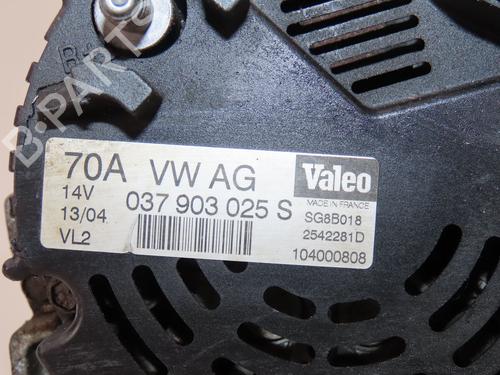 70A VW AG
14V
13/04
VL2
037 903 025 S
Valeo
MADE IN FRANCE
SG8B018
2542281D
104000808
B-PARTS